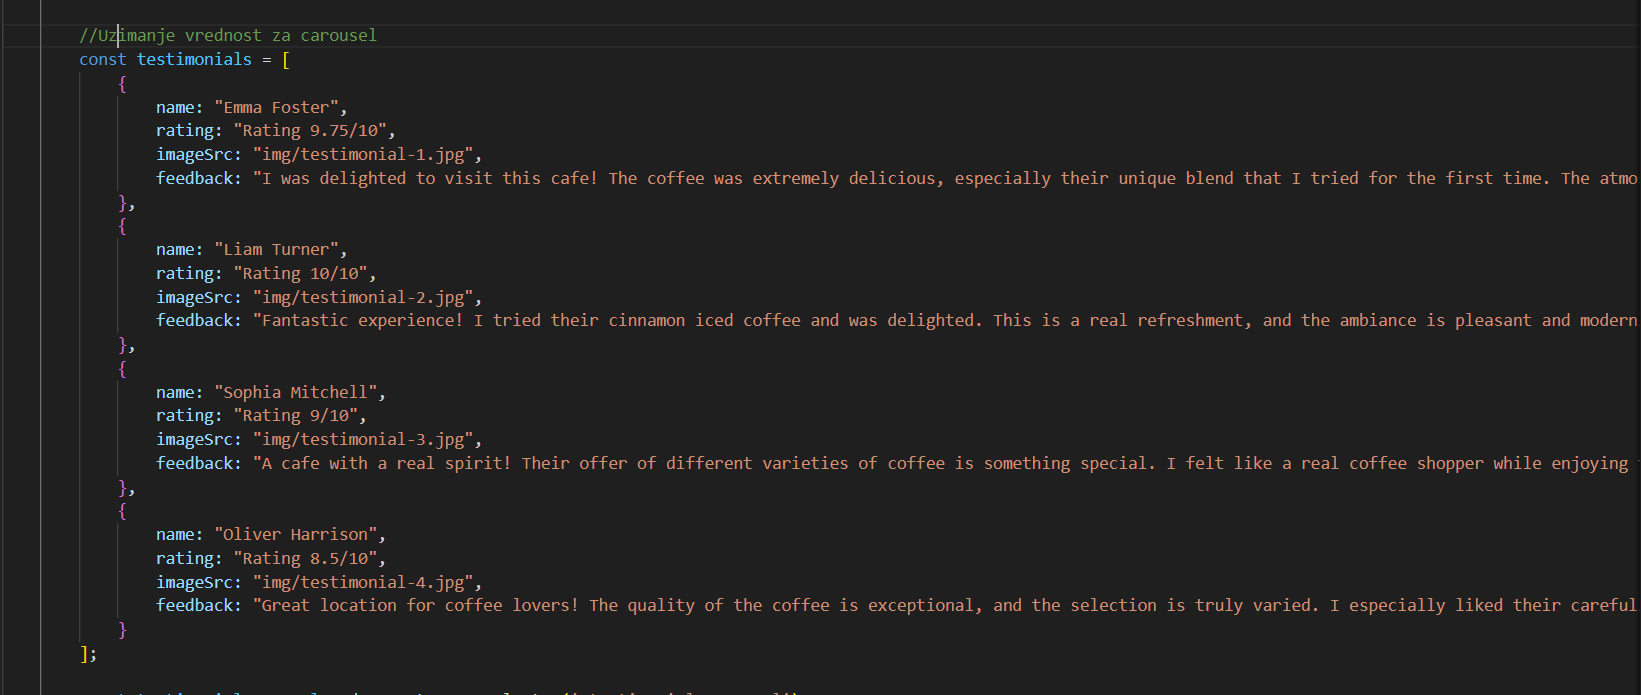 //Uzimanje vrednost za carousel
const testimonials = [
{
name: "Emma Foster",
rating: "Rating 9.75/10",
imageSrc: "img/testimonial-1.jpg",
feedback: "I was delighted to visit this cafe! The coffee was extremely delicious, especially their unique blend that I tried for the first time. The atmo
},
{
name: "Liam Turner",
rating: "Rating 10/10",
imageSrc: "img/testimonial-2.jpg",
feedback: "Fantastic experience! I tried their cinnamon iced coffee and was delighted. This is a real refreshment, and the ambiance is pleasant and modern
},
{
name: "Sophia Mitchell",
rating: "Rating 9/10",
imageSrc: "img/testimonial-3.jpg",
feedback: "A cafe with a real spirit! Their offer of different varieties of coffee is something special. I felt like a real coffee shopper while enjoying
},
{
name: "Oliver Harrison",
rating: "Rating 8.5/10",
imageSrc: "img/testimonial-4.jpg",
feedback: "Great location for coffee lovers! The quality of the coffee is exceptional, and the selection is truly varied. I especially liked their careful
}
];